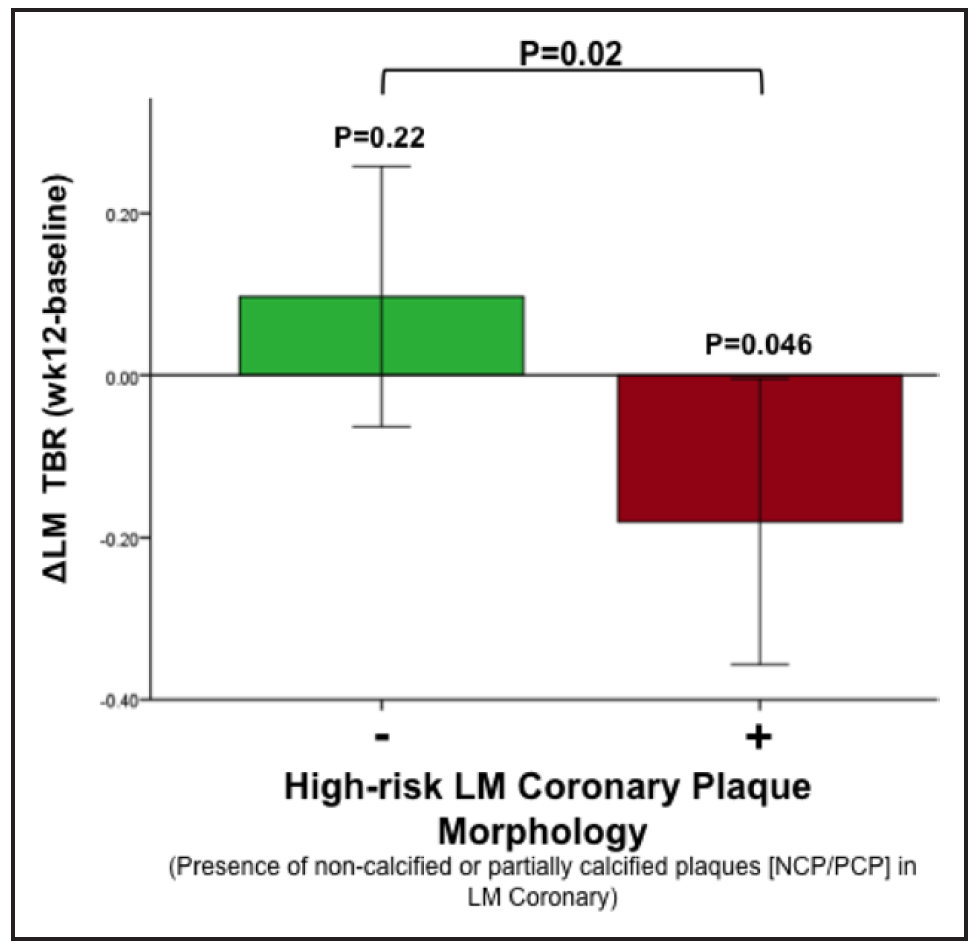 P=0.02
P=0.22
0.20
P=0.046
0.00
-0.20
-0.40
ΔLM TBR (wk12-baseline)
- +
High-risk LM Coronary Plaque
Morphology
(Presence of non-calcified or partially calcified plaques [NCP/PCP] in
LM Coronary)